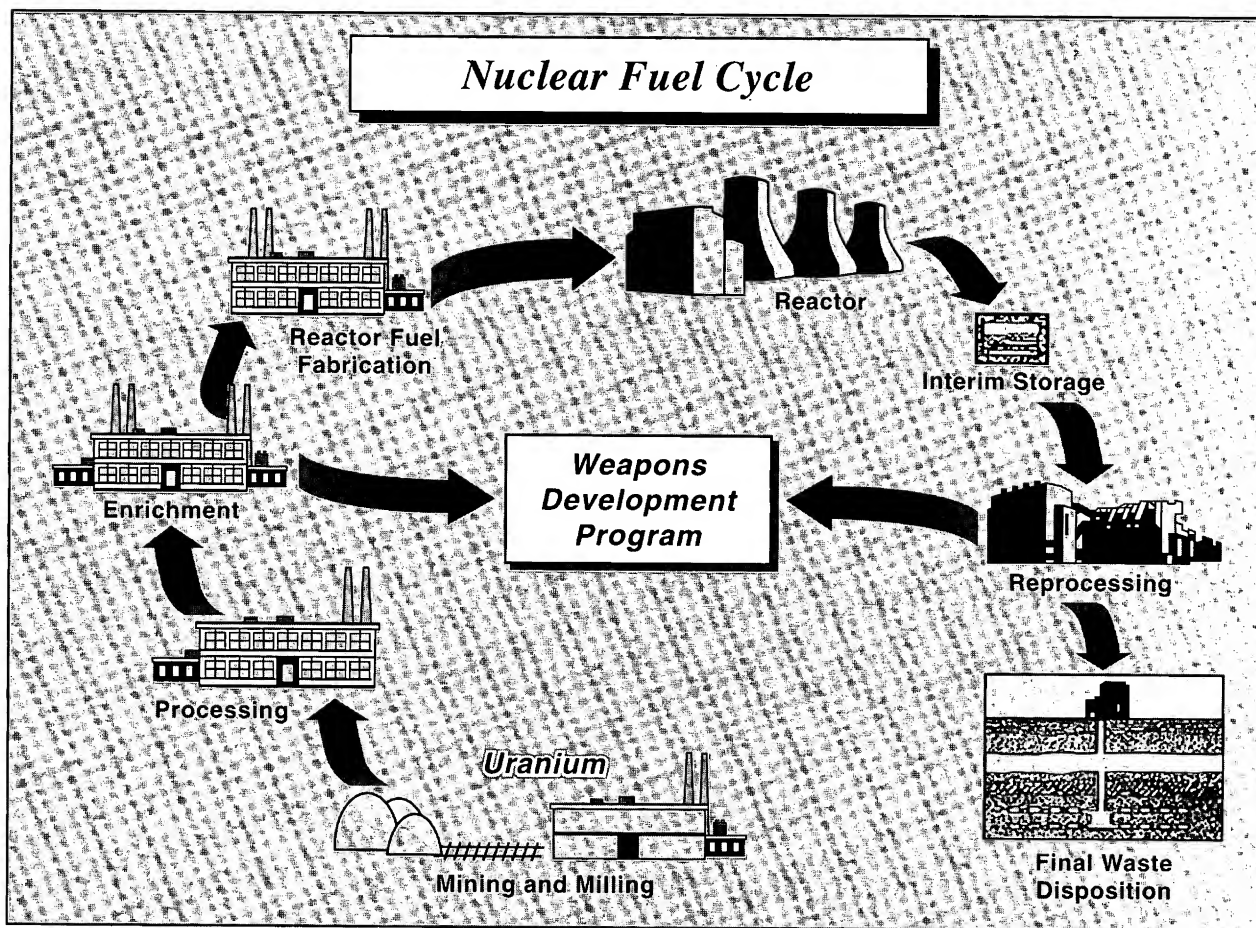 Nuclear Fuel Cycle
Reactor Fuel
Fabrication
Reactor
Interim Storage
Enrichment
Weapons
Development
Program
Reprocessing
Processing
Uranium
Mining and Milling
Final Waste
Disposition